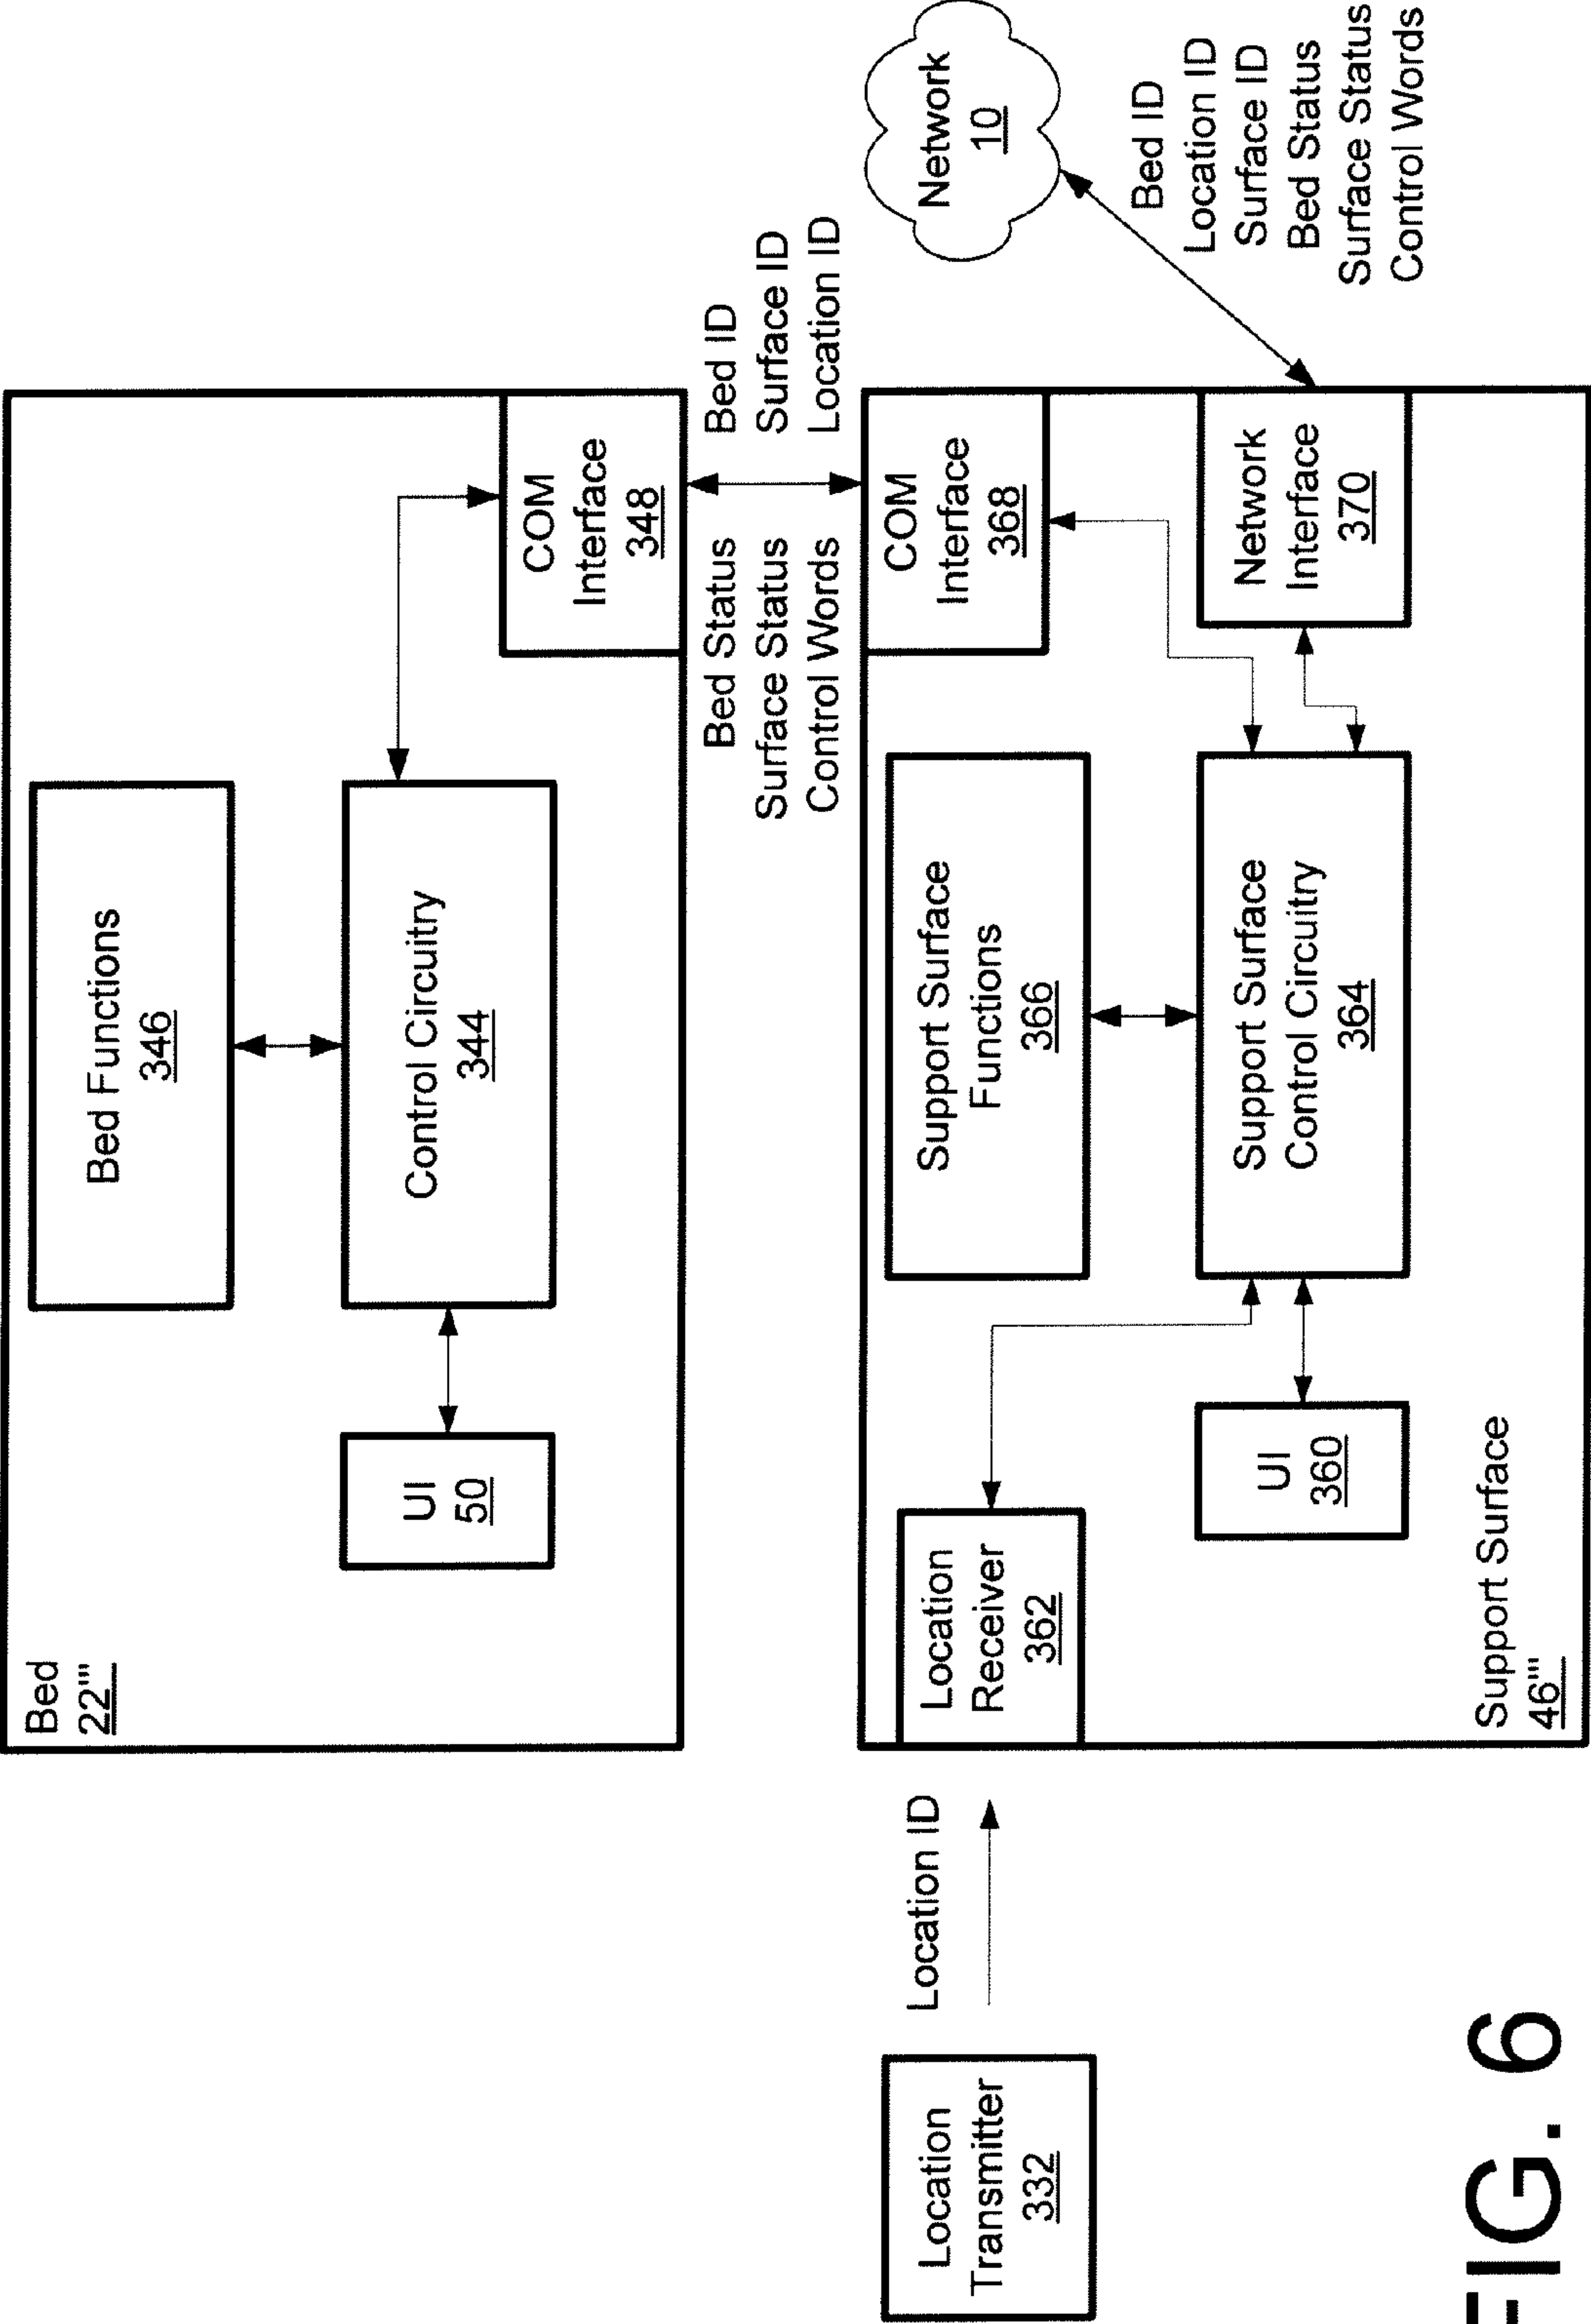 Bed
22'''
Bed Functions
346
UI
50
Control Circuitry
344
COM
Interface
348
Bed Status
Surface Status
Control Words
Bed ID
Surface ID
Location ID
Location
Transmitter
332
Location ID
Location
Receiver
362
Support Surface
Functions
366
COM
Interface
368
Network
10
UI
360
Support Surface
Control Circuitry
364
Network
Interface
370
Bed ID
Location ID
Surface ID
Bed Status
Surface Status
Control Words
Support Surface
46'''
FIG. 6